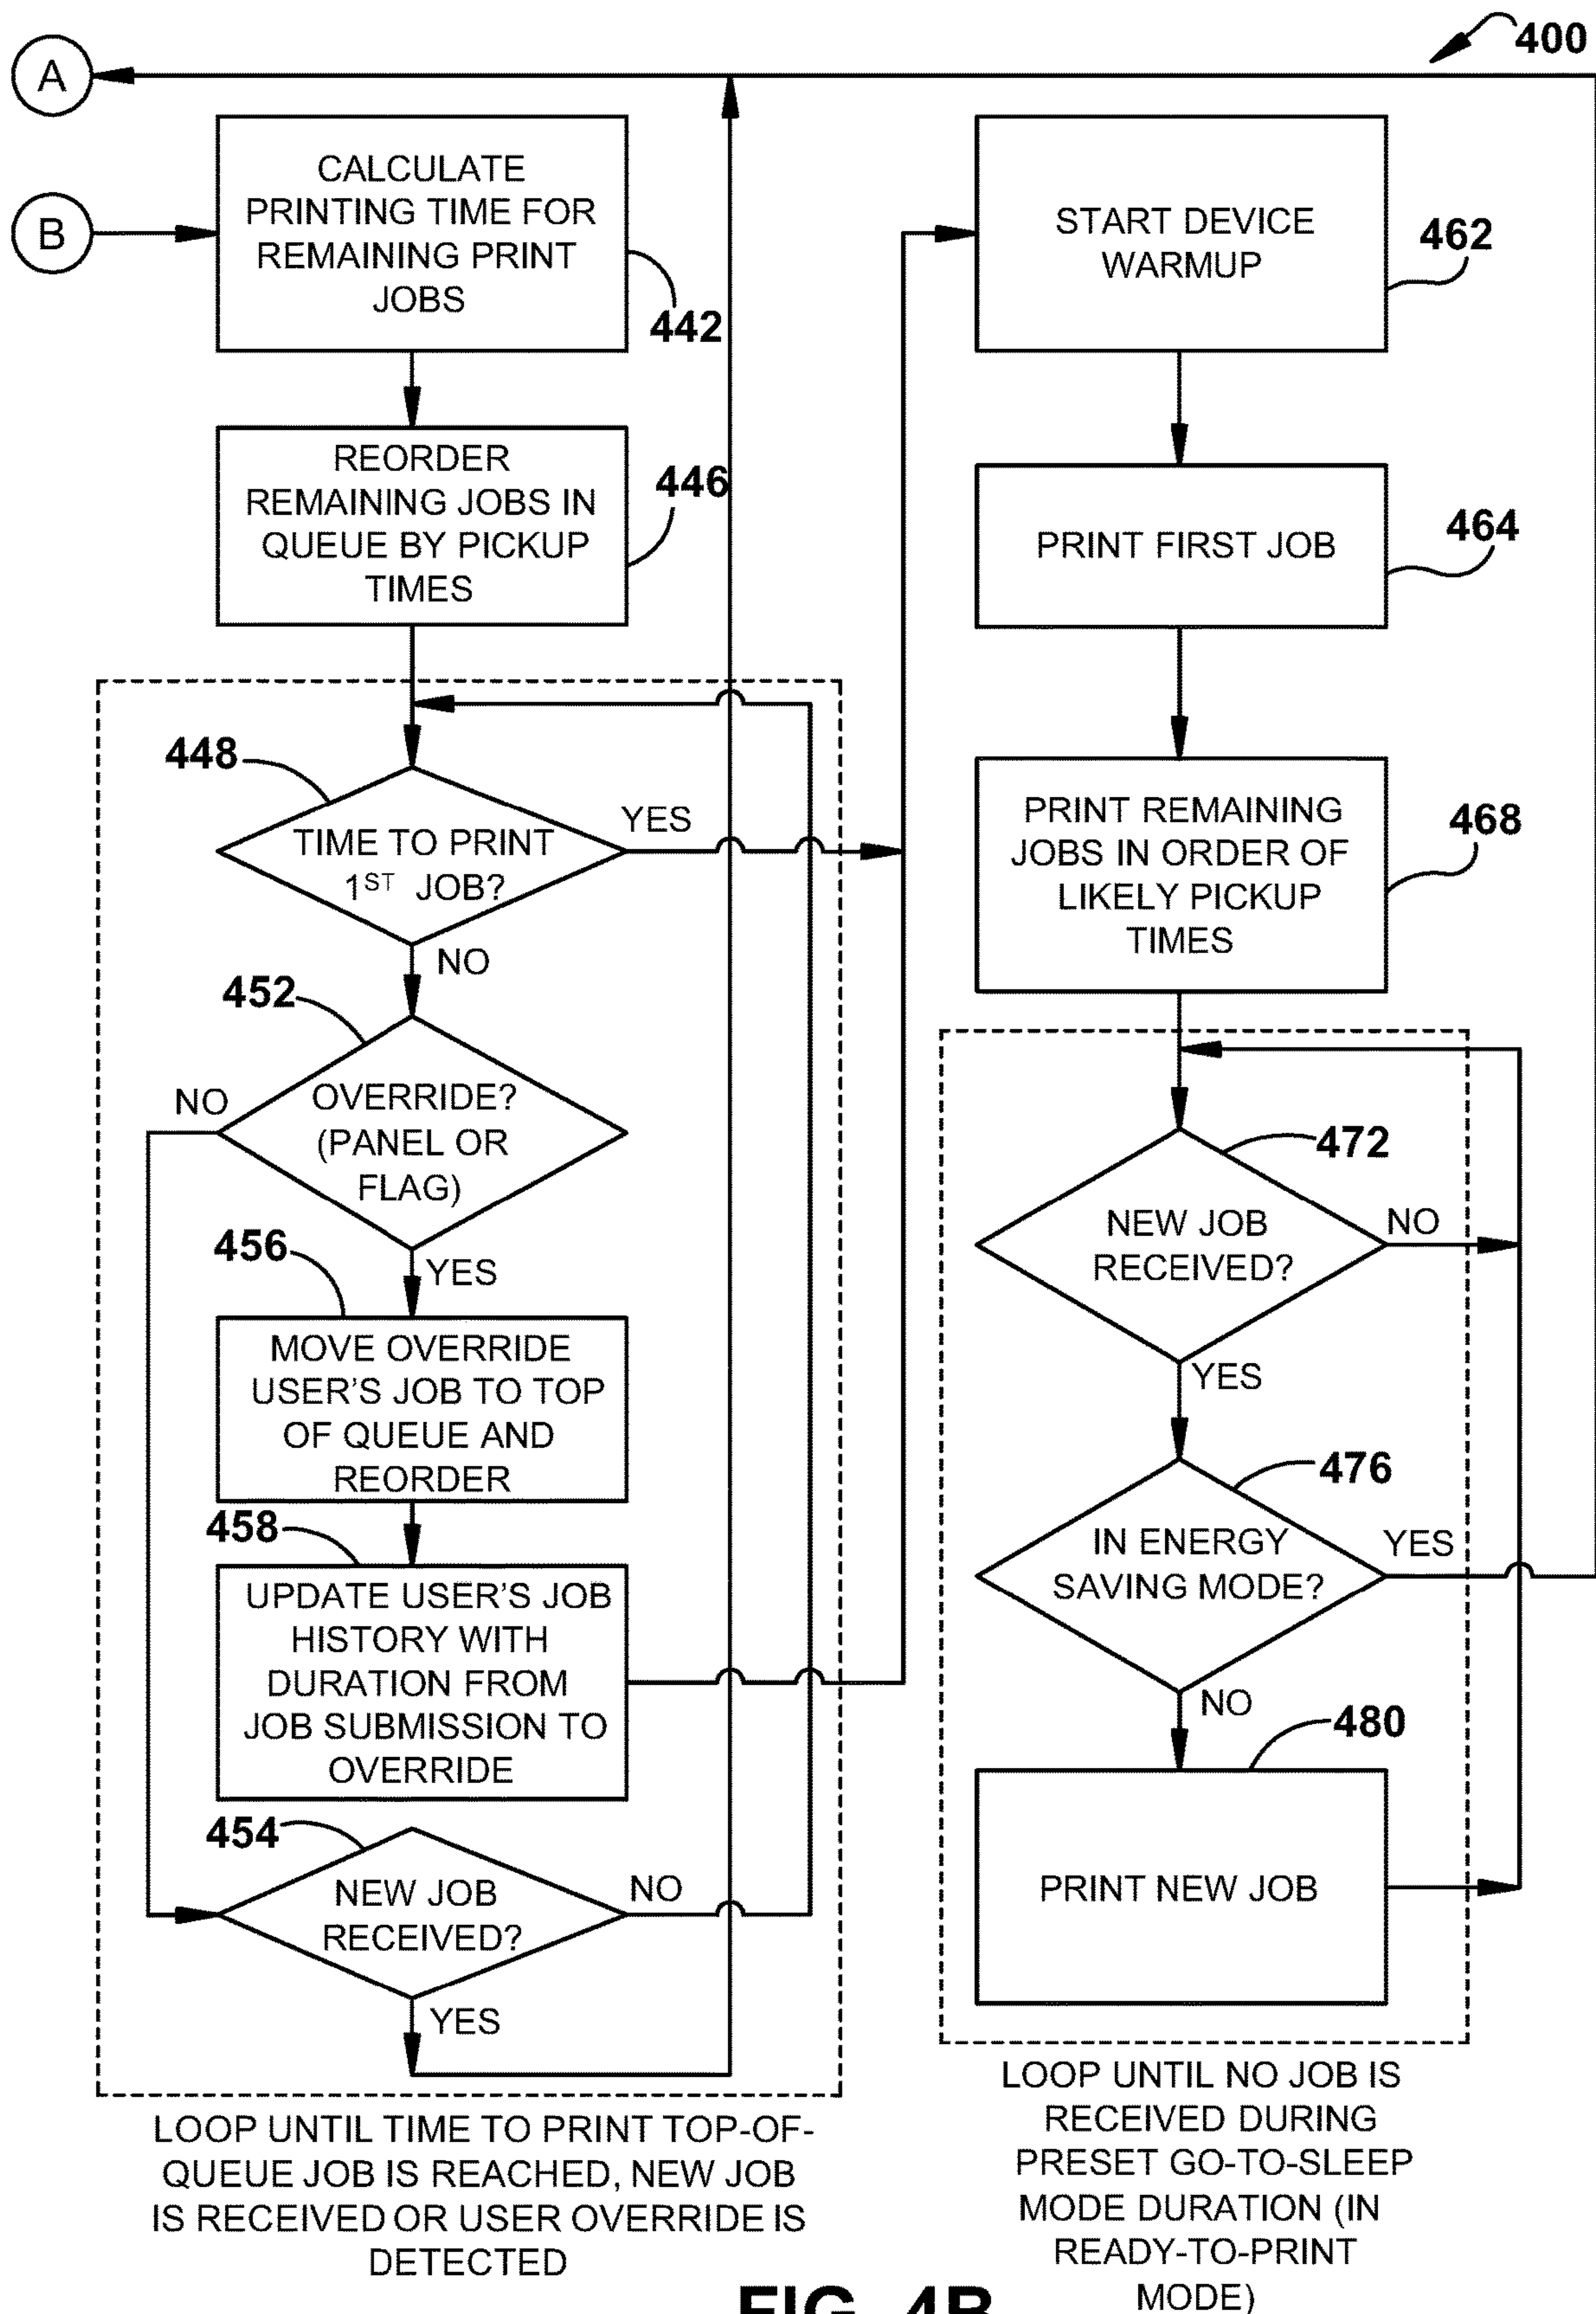 400
A
B
CALCULATE
PRINTING TIME FOR
REMAINING PRINT
JOBS
442
REORDER
REMAINING JOBS IN
QUEUE BY PICKUP
TIMES
446
448
TIME TO PRINT
1ST JOB?
YES
NO
452
OVERRIDE?
(PANEL OR
FLAG)
NO
YES
456
MOVE OVERRIDE
USER'S JOB TO TOP
OF QUEUE AND
REORDER
458
UPDATE USER'S JOB
HISTORY WITH
DURATION FROM
JOB SUBMISSION TO
OVERRIDE
454
NEW JOB
RECEIVED?
NO
YES
LOOP UNTIL TIME TO PRINT TOP-OF-
QUEUE JOB IS REACHED, NEW JOB
IS RECEIVED OR USER OVERRIDE IS
DETECTED
START DEVICE
WARMUP
462
PRINT FIRST JOB
464
PRINT REMAINING
JOBS IN ORDER OF
LIKELY PICKUP
TIMES
468
472
NEW JOB
RECEIVED?
NO
YES
476
IN ENERGY
SAVING MODE?
YES
NO
480
PRINT NEW JOB
LOOP UNTIL NO JOB IS
RECEIVED DURING
PRESET GO-TO-SLEEP
MODE DURATION (IN
READY-TO-PRINT
MODE)
FIG. 4B